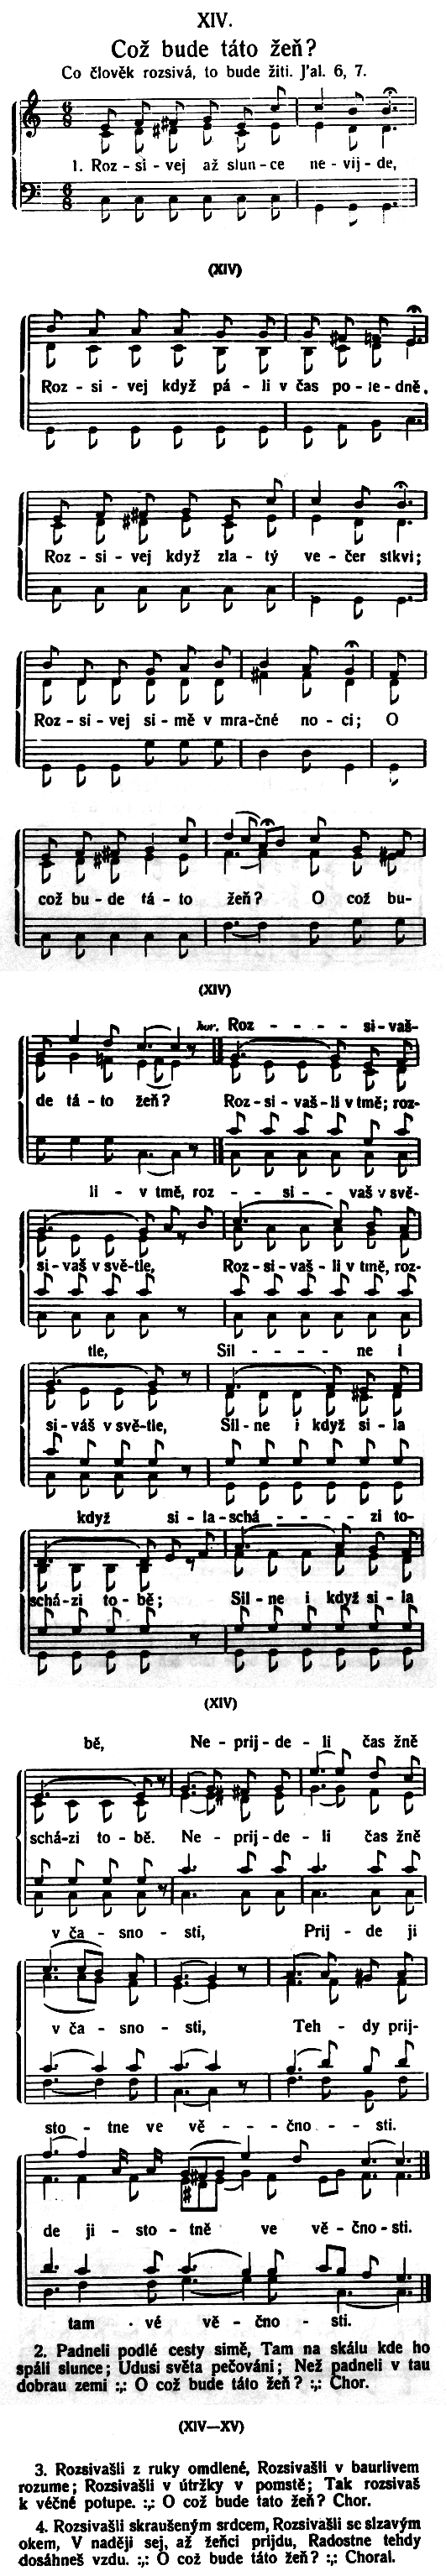 XIV.
Což bude táto žeň?
Co človĕk rozsivá, to bude žiti. J'al. 6, 7.
1. Roz-si-vej až slun-ce ne-vij-de,
(XIV)
Roz-si-vej když pá-li v čas po-ledně,
Roz-si-vej když zla-tý ve-čer stkvi;
Roz-si-vej si-mě v mra-čné no-ci; O
což bu-de tá-to žeň? O což bu-
(XIV)
hor. Roz - - - - si-vaš-
de tá-to žeň? Roz-si-vaš-li v tmě; roz-
li - v tmě, roz - - si - vaš v svě-
si-vaš v svě-tle, Roz-si-vaš-li v tmě, roz-
tle, Sil - - - - ne i
si-váš v svě-tle, Sil-ne i když si-la
když si-la-schá - - - - zi to-
schá-zi to-bě; Sil-ne i když si-la
(XIV)
bě, Ne-prij-de-li čas žně
schá-zi to-bě. Ne-prij-de-li čas žně
v ča-sno-sti, Prij-de ji
v ča-sno-sti, Teh-dy prij-
sto-tne ve vě - - čno - sti.
de ji-sto-tně ve vě-čno-sti.
tam - vé vě-čno-sti.
2. Padneli podlé cesty simě, Tam na skálu kde ho
spáli slunce; Udusi světa pečováni; Než padneli v tau
dobrau zemi :,: O což bude táto žeň? :,: Chor.
(XIV—XV)
3. Rozsivašli z ruky omdlené, Rozsivašli v baurlivem
rozume; Rozsivašli v útržky v pomstě; Tak rozsivaš
k véčné potupe. :,: O což bude tato žeň? Chor.
4. Rozsivašli skraušeným srdcem, Rozsivašli se slzavým
okem, V naději sej, až ženci prijdu, Radostne tehdy
dosáhneš vzdu. :,: O což bude táto žeň? :,: Choral.